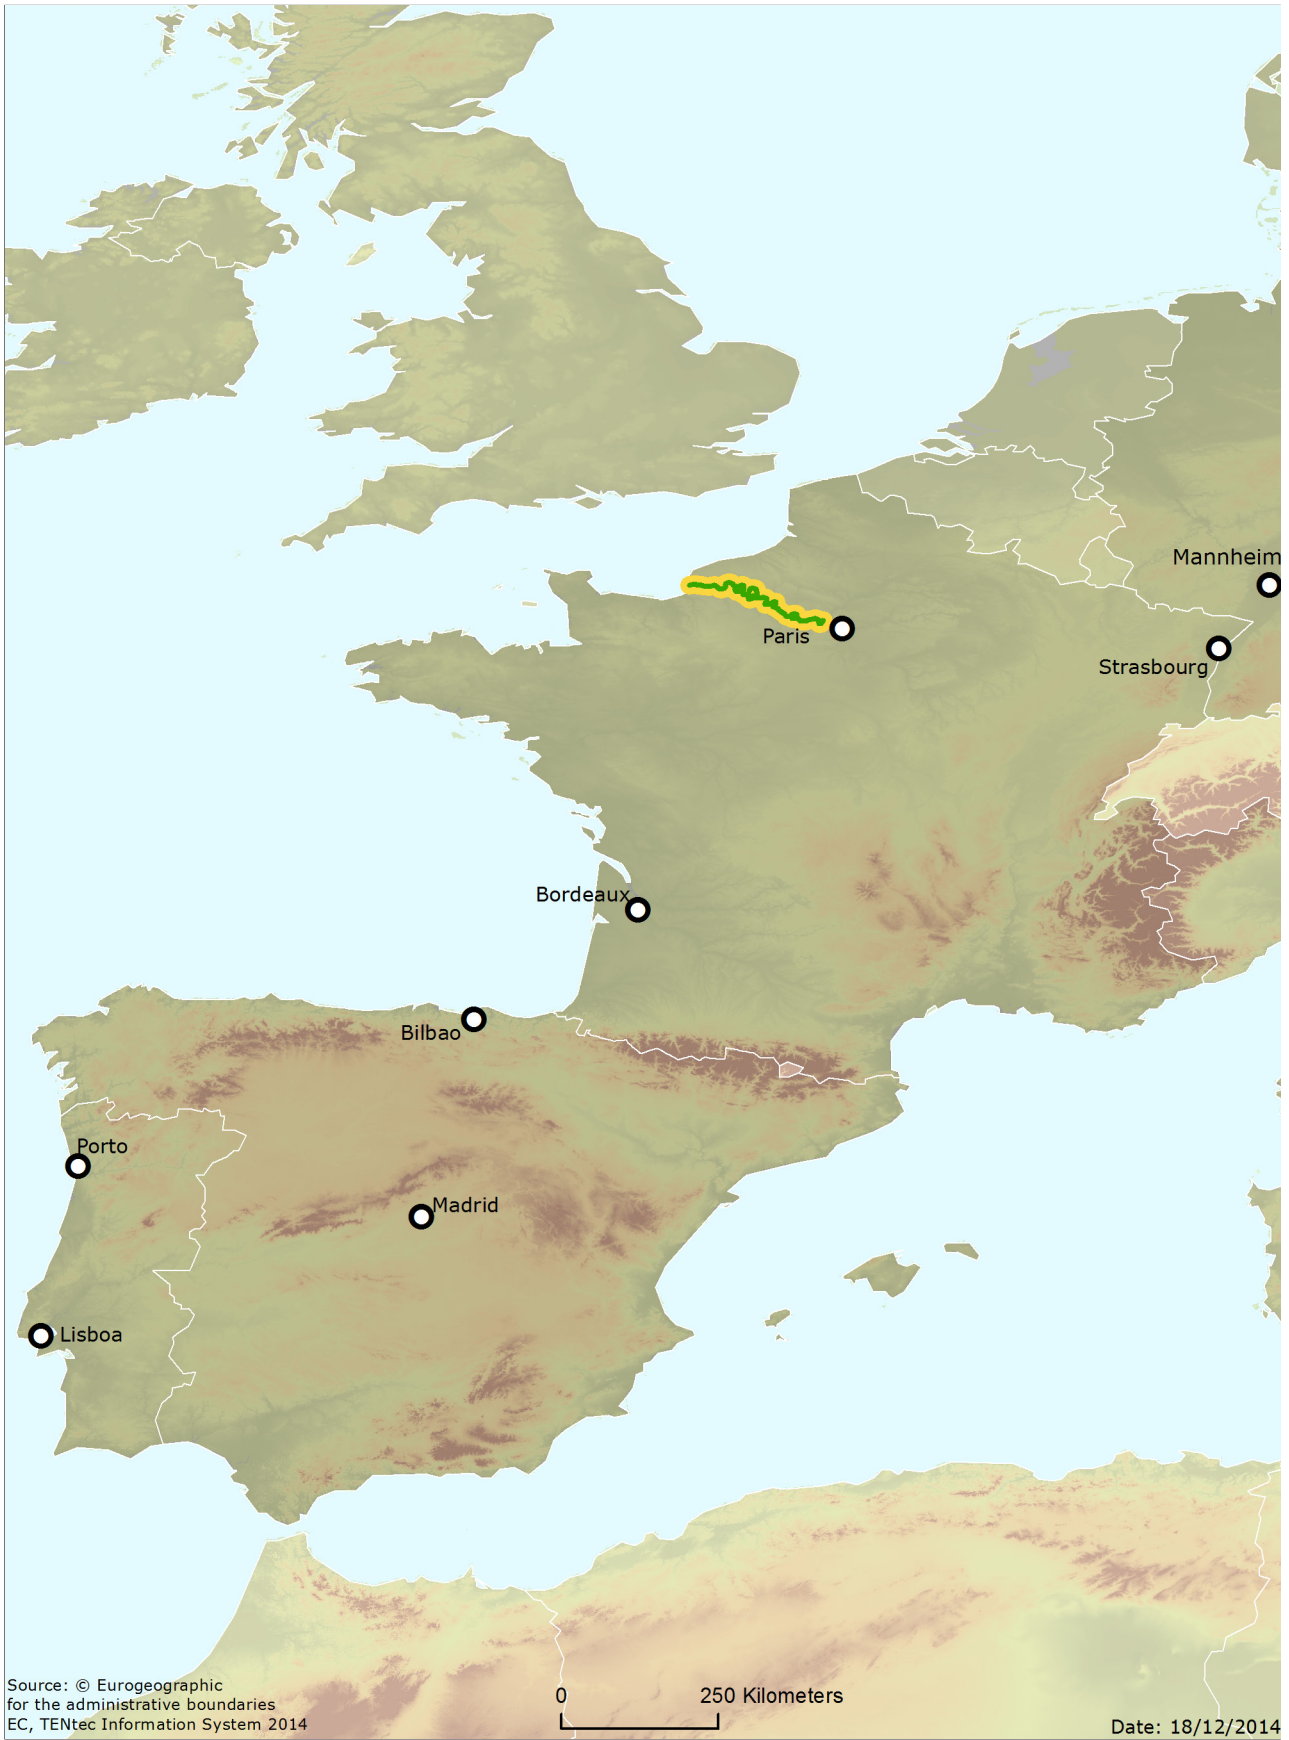 Mannheim
Paris
Strasbourg
Bordeaux
Bilbao
Porto
Madrid
Lisboa
Source: © Eurogeographic
for the administrative boundaries
EC, TENtec Information System 2014
0 250 Kilometers
Date: 18/12/2014